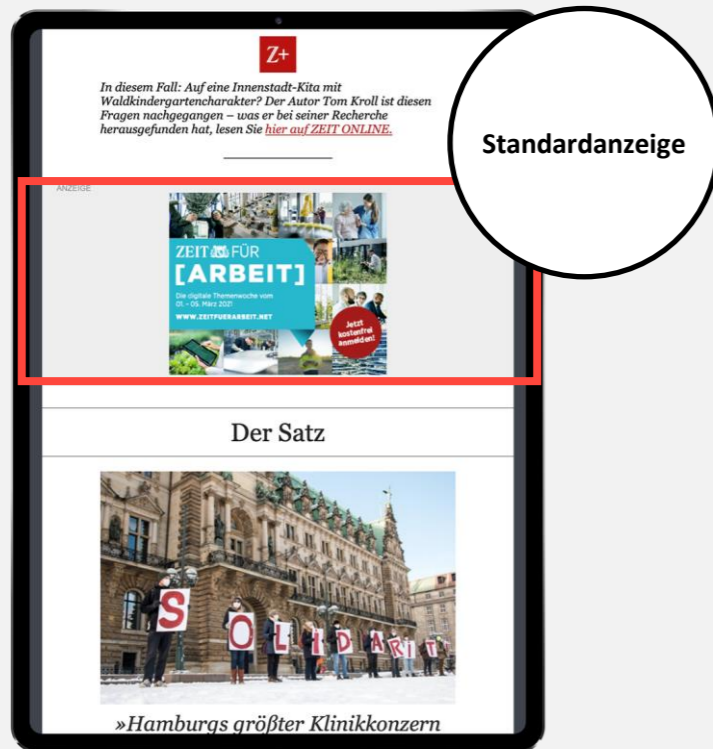 Z+
In diesem Fall: Auf eine Innenstadt-Kita mit
Waldkindergartencharakter? Der Autor Tom Kroll ist diesen
Fragen nachgegangen – was er bei seiner Recherche
herausgefunden hat, lesen Sie hier auf ZEIT ONLINE.
Standardanzeige
ANZEIGE
ZEIT FÜR
[ARBEIT]
Die digitale Themenwoche vom
01. – 05. März 2021
WWW.ZEITFUERARBEIT.NET
Jetzt
kostenfrei
anmelden!
Der Satz
SOLIDARIT
»Hamburgs größter Klinikkonzern